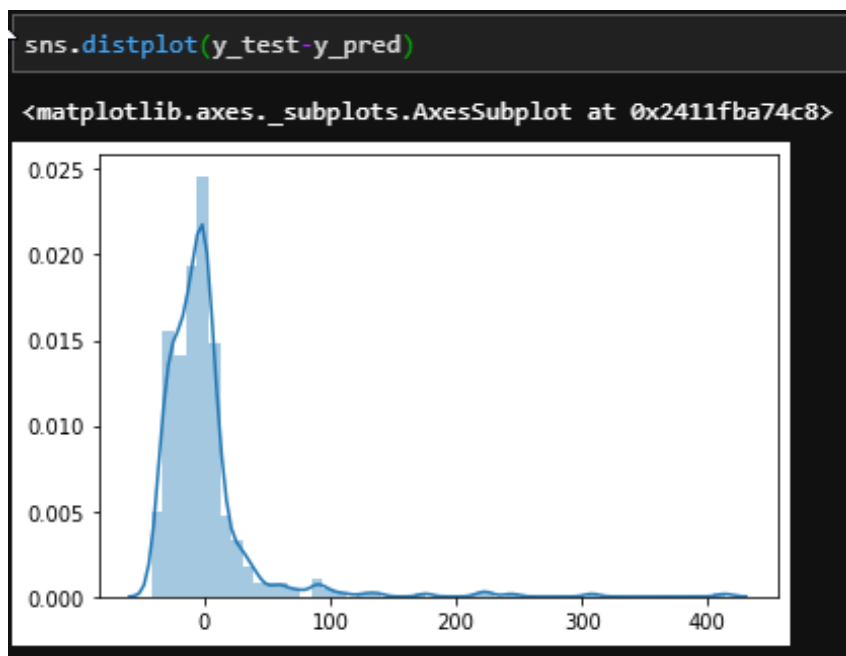 sns.distplot(y_test-y_pred)
<matplotlib.axes._subplots.AxesSubplot at 0x2411fba74c8>
0.025
0.020
0.015
0.010
0.005
0.000
0 100 200 300 400